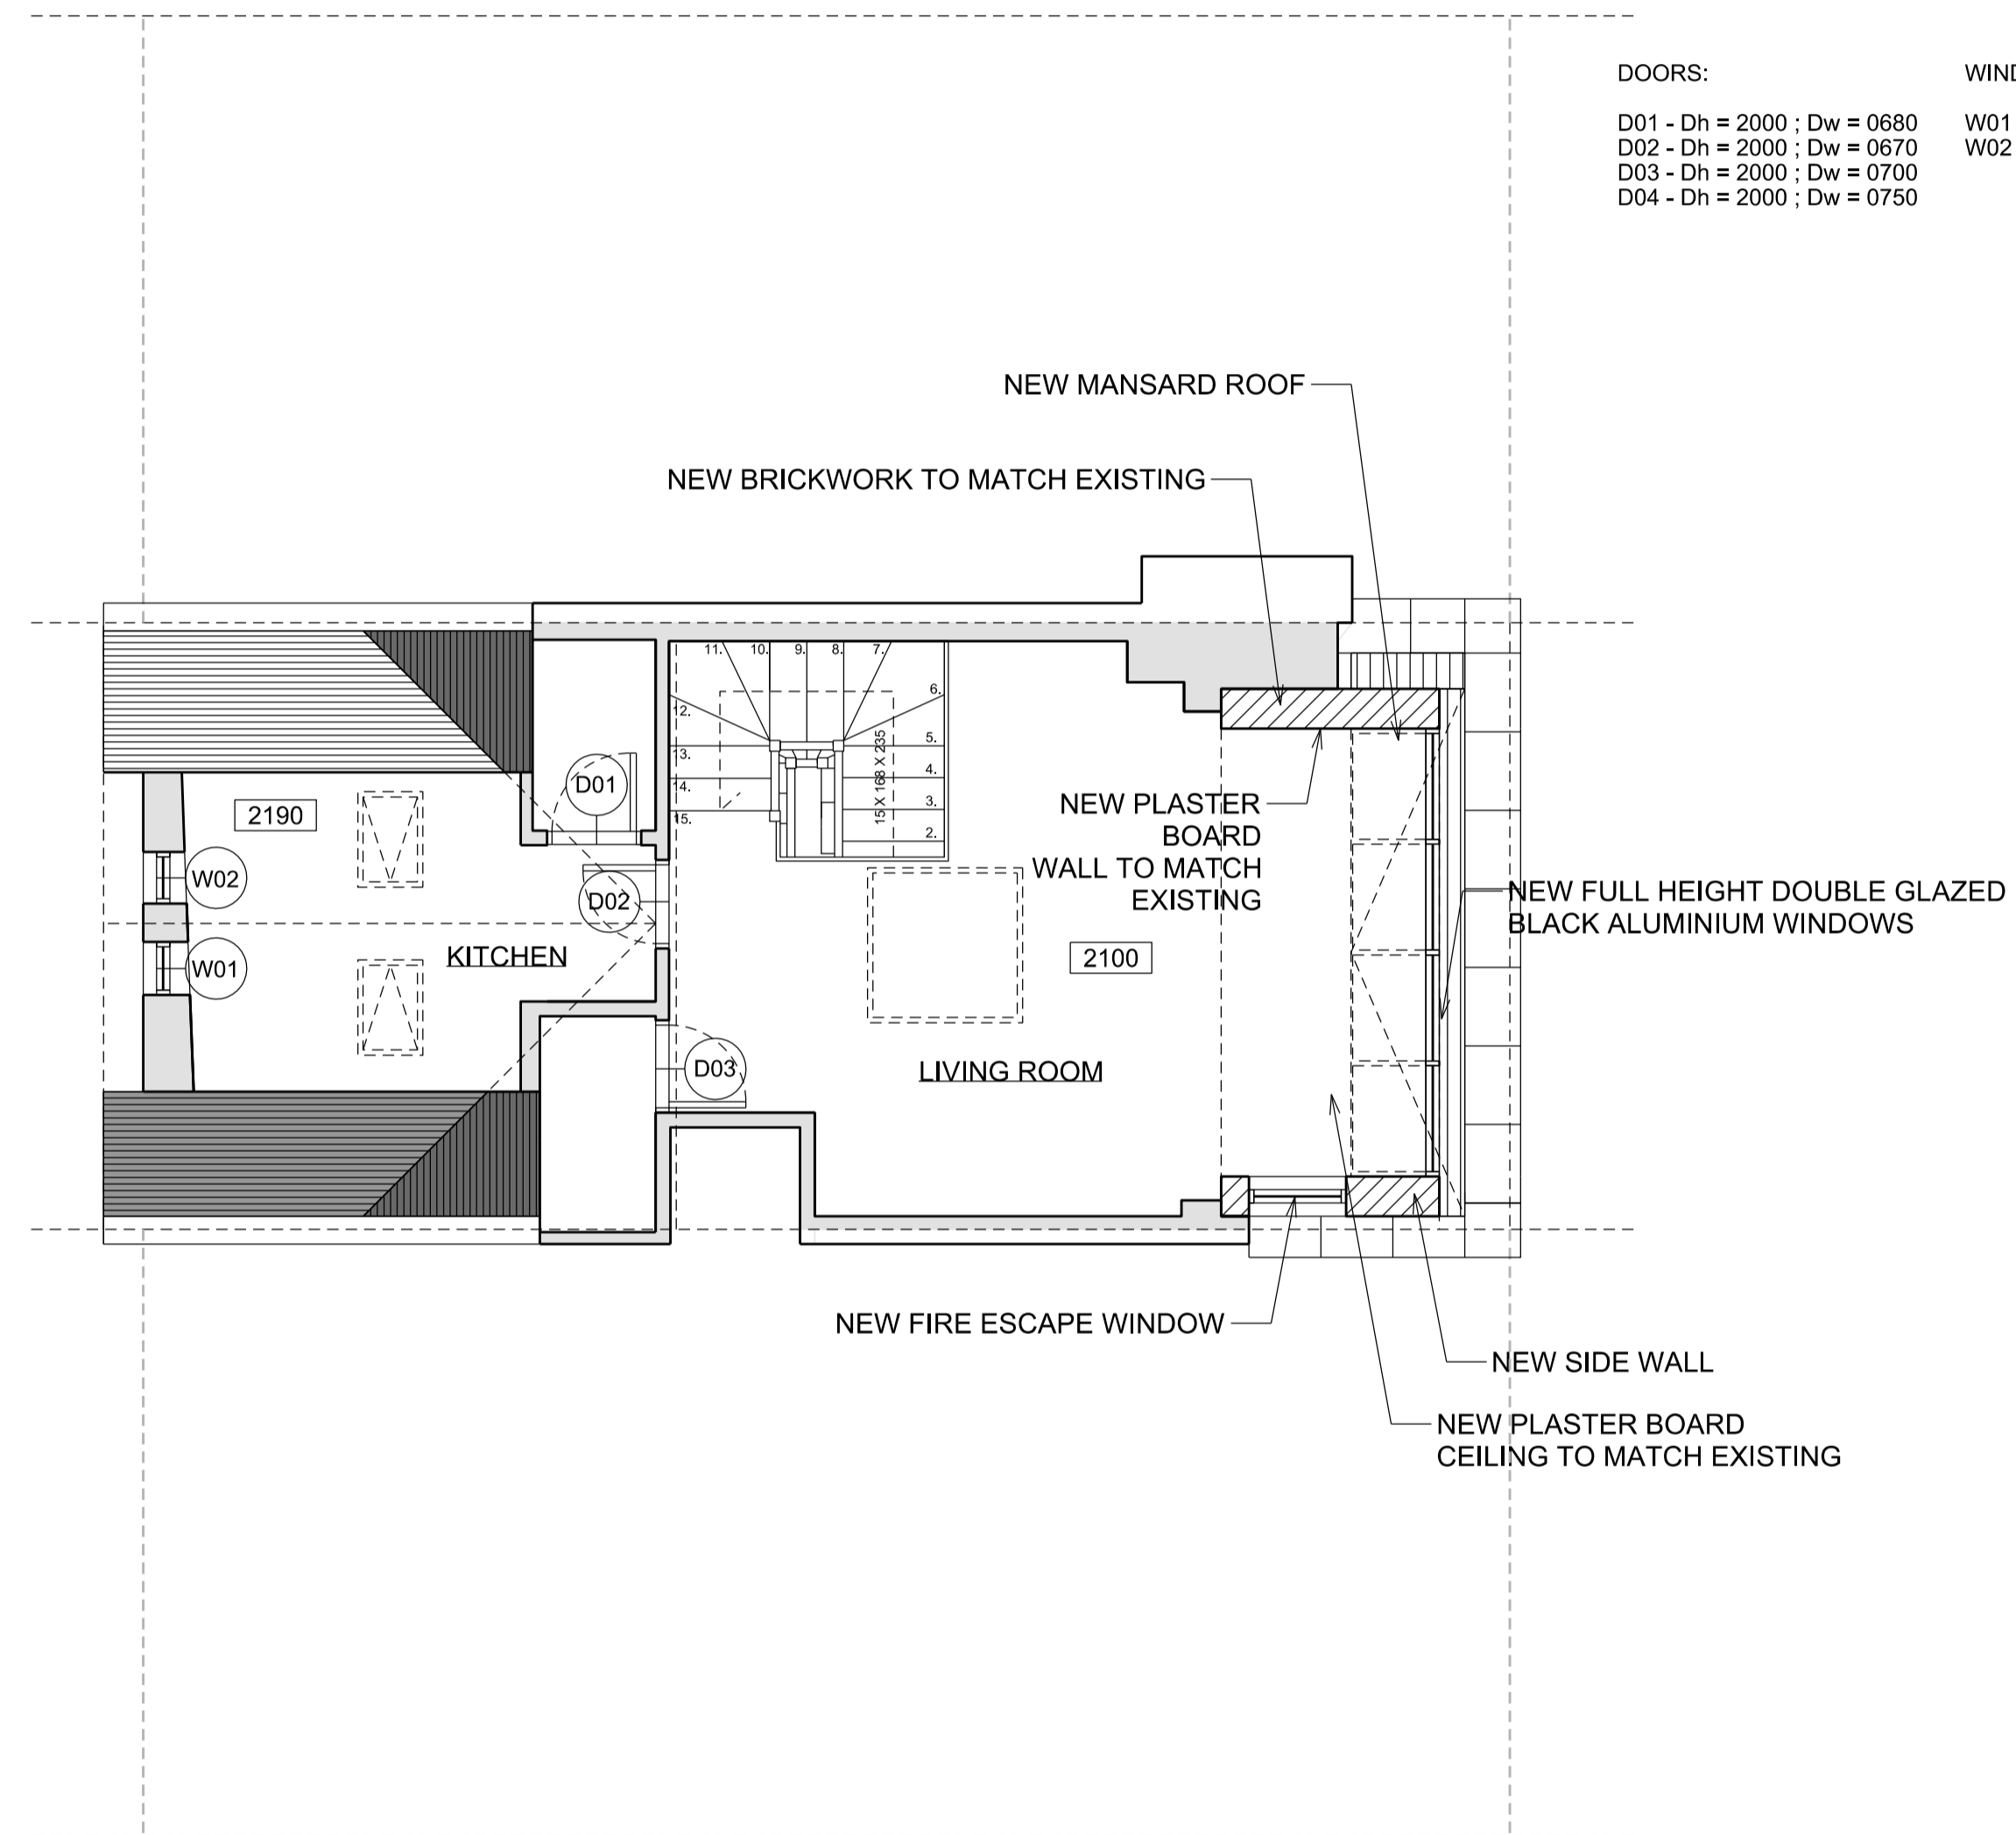 DOORS:
D01 - Dh = 2000 ; Dw = 0680
D02 - Dh = 2000 ; Dw = 0670
D03 - Dh = 2000 ; Dw = 0700
D04 - Dh = 2000 ; Dw = 0750
WIND
W01
W02
NEW MANSARD ROOF
NEW BRICKWORK TO MATCH EXISTING
11.
10.
9.
8.
7.
6.
12.
5.
13.
4.
14.
3.
15.
2.
15 X 168 X 235
D01
2190
NEW PLASTER
BOARD
WALL TO MATCH
EXISTING
W02
D02
NEW FULL HEIGHT DOUBLE GLAZED
BLACK ALUMINIUM WINDOWS
KITCHEN
2100
W01
D03
LIVING ROOM
NEW FIRE ESCAPE WINDOW
NEW SIDE WALL
NEW PLASTER BOARD
CEILING TO MATCH EXISTING